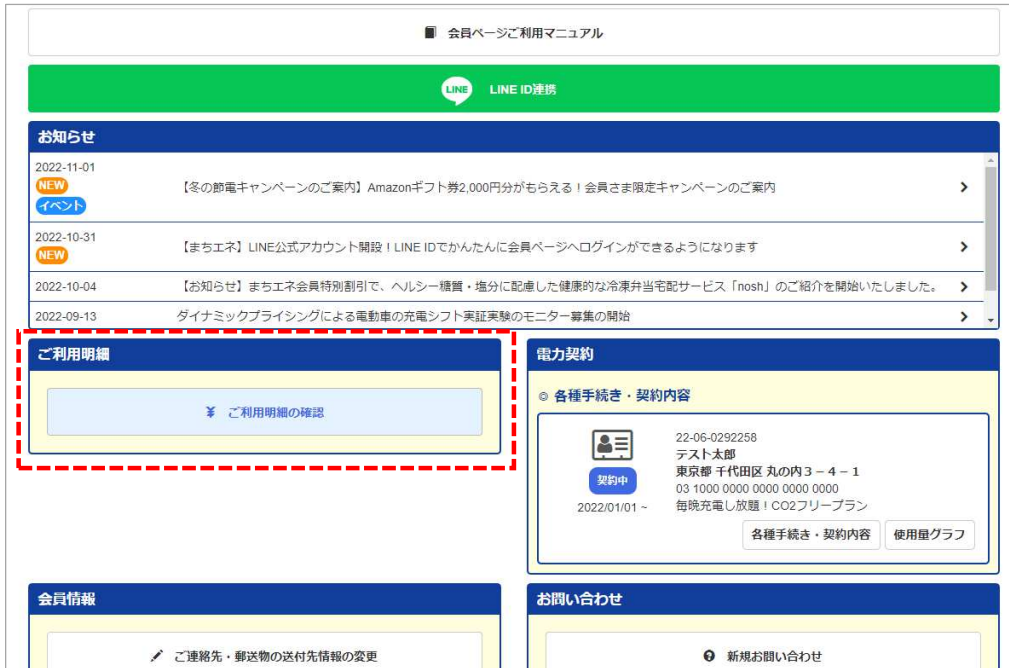 会員ページご利用マニュアル
LINE LINE ID連携
お知らせ
2022-11-01
NEW
イベント
【冬の節電キャンペーンのご案内】Amazonギフト券2,000円分がもらえる！会員さま限定キャンペーンのご案内
2022-10-31
NEW
【まちエネ】LINE公式アカウント開設！LINE IDでかんたんに会員ページへログインができるようになります
2022-10-04 【お知らせ】まちエネ会員特別割引で、ヘルシー糖質・塩分に配慮した健康的な冷凍弁当宅配サービス「nosh」のご紹介を開始いたしました。
2022-09-13 ダイナミックプライシングによる電動車の充電シフト実証実験のモニター募集の開始
ご利用明細
¥ ご利用明細の確認
電力契約
◎ 各種手続き・契約内容
契約中
2022/01/01 ~
22-06-0292258
テスト太郎
東京都 千代田区 丸の内３－４－１
03 1000 0000 0000 0000 0000
毎晩充電し放題！CO2フリープラン
各種手続き・契約内容 使用量グラフ
会員情報
ご連絡先・郵送物の送付先情報の変更
お問い合わせ
新規お問い合わせ